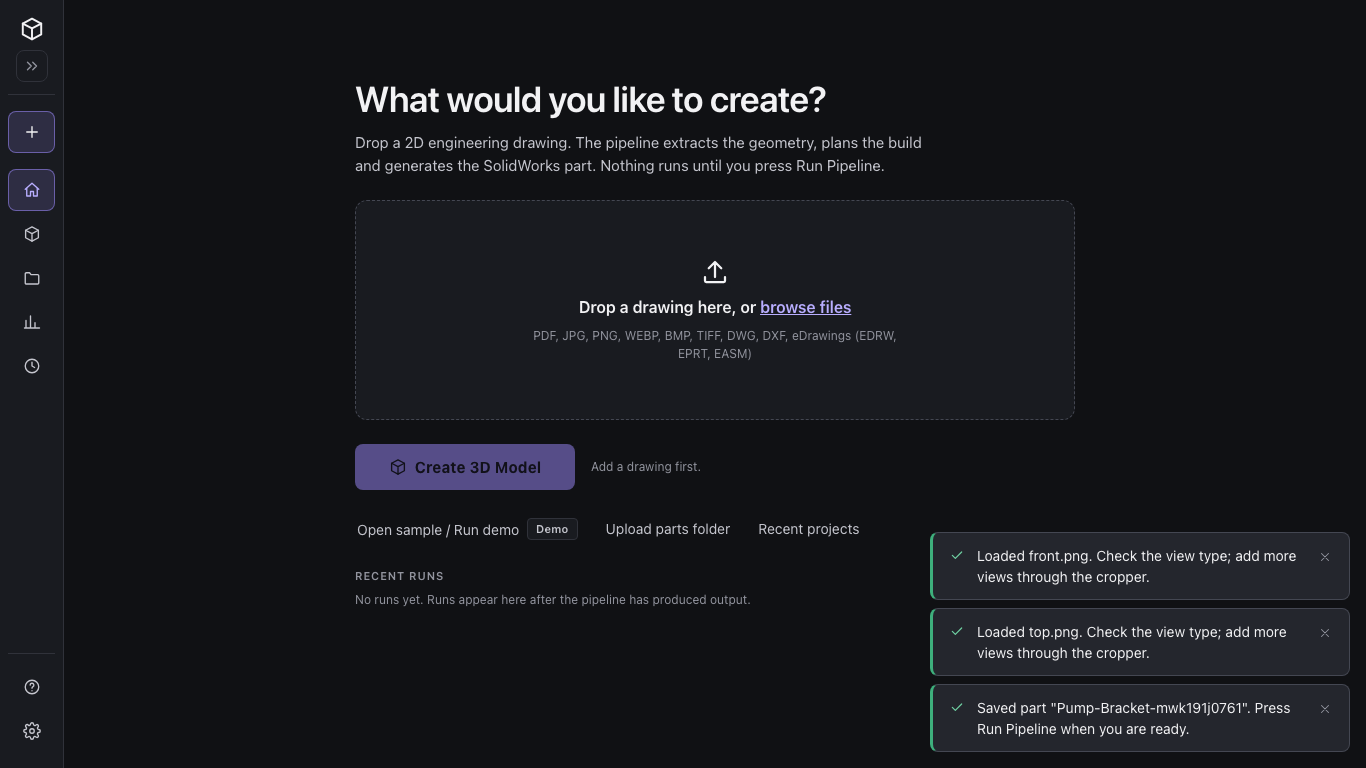 What would you like to create?
Drop a 2D engineering drawing. The pipeline extracts the geometry, plans the build
and generates the SolidWorks part. Nothing runs until you press Run Pipeline.
Drop a drawing here, or browse files
PDF, JPG, PNG, WEBP, BMP, TIFF, DWG, DXF, eDrawings (EDRW,
EPRT, EASM)
Create 3D Model
Add a drawing first.
Open sample / Run demo
Demo
Upload parts folder
Recent projects
RECENT RUNS
No runs yet. Runs appear here after the pipeline has produced output.
Loaded front.png. Check the view type; add more
views through the cropper.
Loaded top.png. Check the view type; add more
views through the cropper.
Saved part "Pump-Bracket-mwk191j0761". Press
Run Pipeline when you are ready.